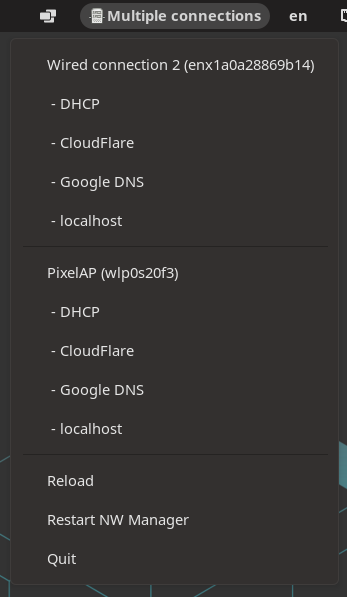 Multiple connections
en
Wired connection 2 (enx1a0a28869b14)
- DHCP
- CloudFlare
- Google DNS
- localhost
PixelAP (wlp0s20f3)
- DHCP
- CloudFlare
- Google DNS
- localhost
Reload
Restart NW Manager
Quit